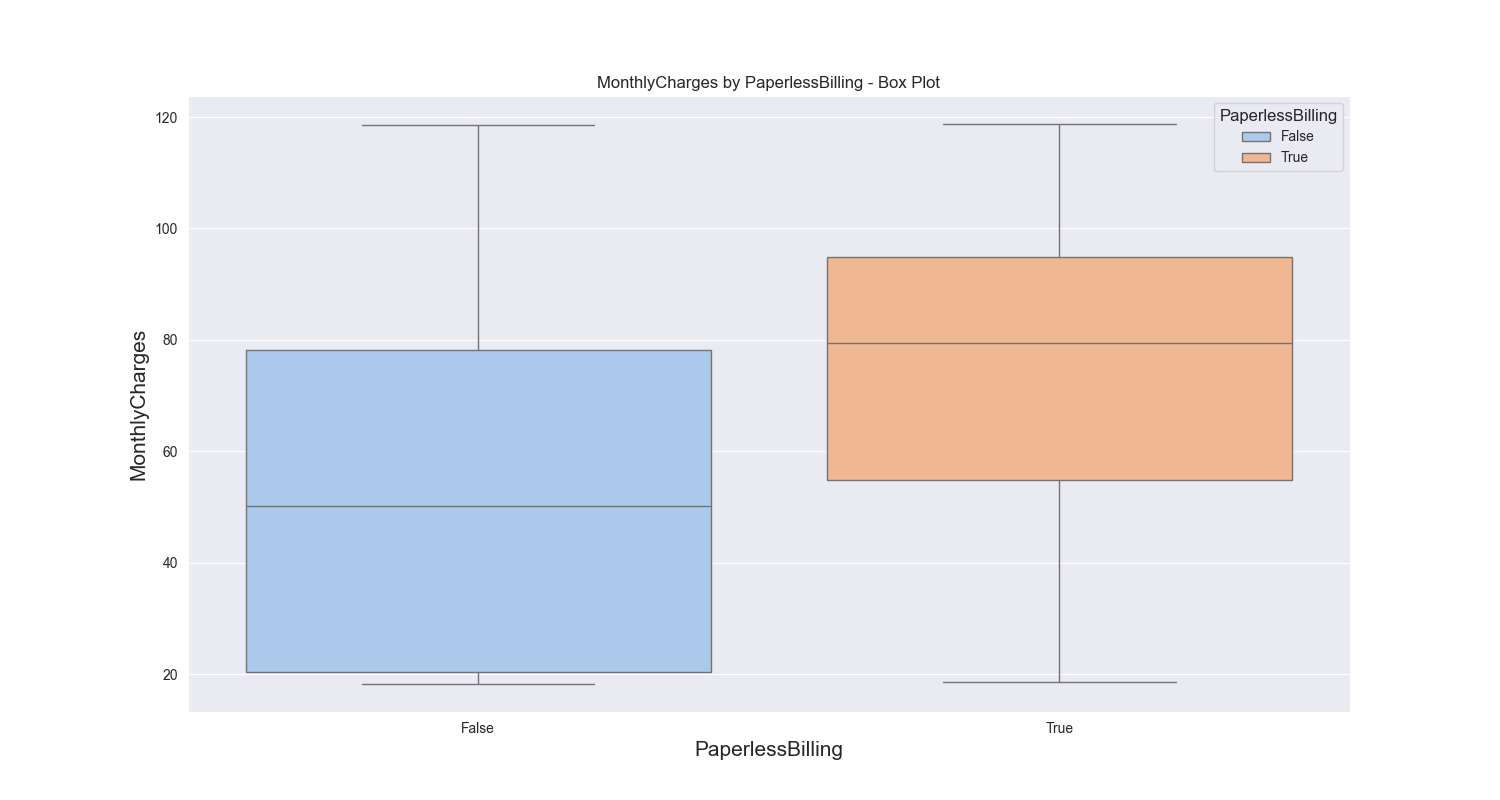 MonthlyCharges by PaperlessBilling - Box Plot
120
100
80
60
40
20
MonthlyCharges
PaperlessBilling
False
True
False
True
PaperlessBilling